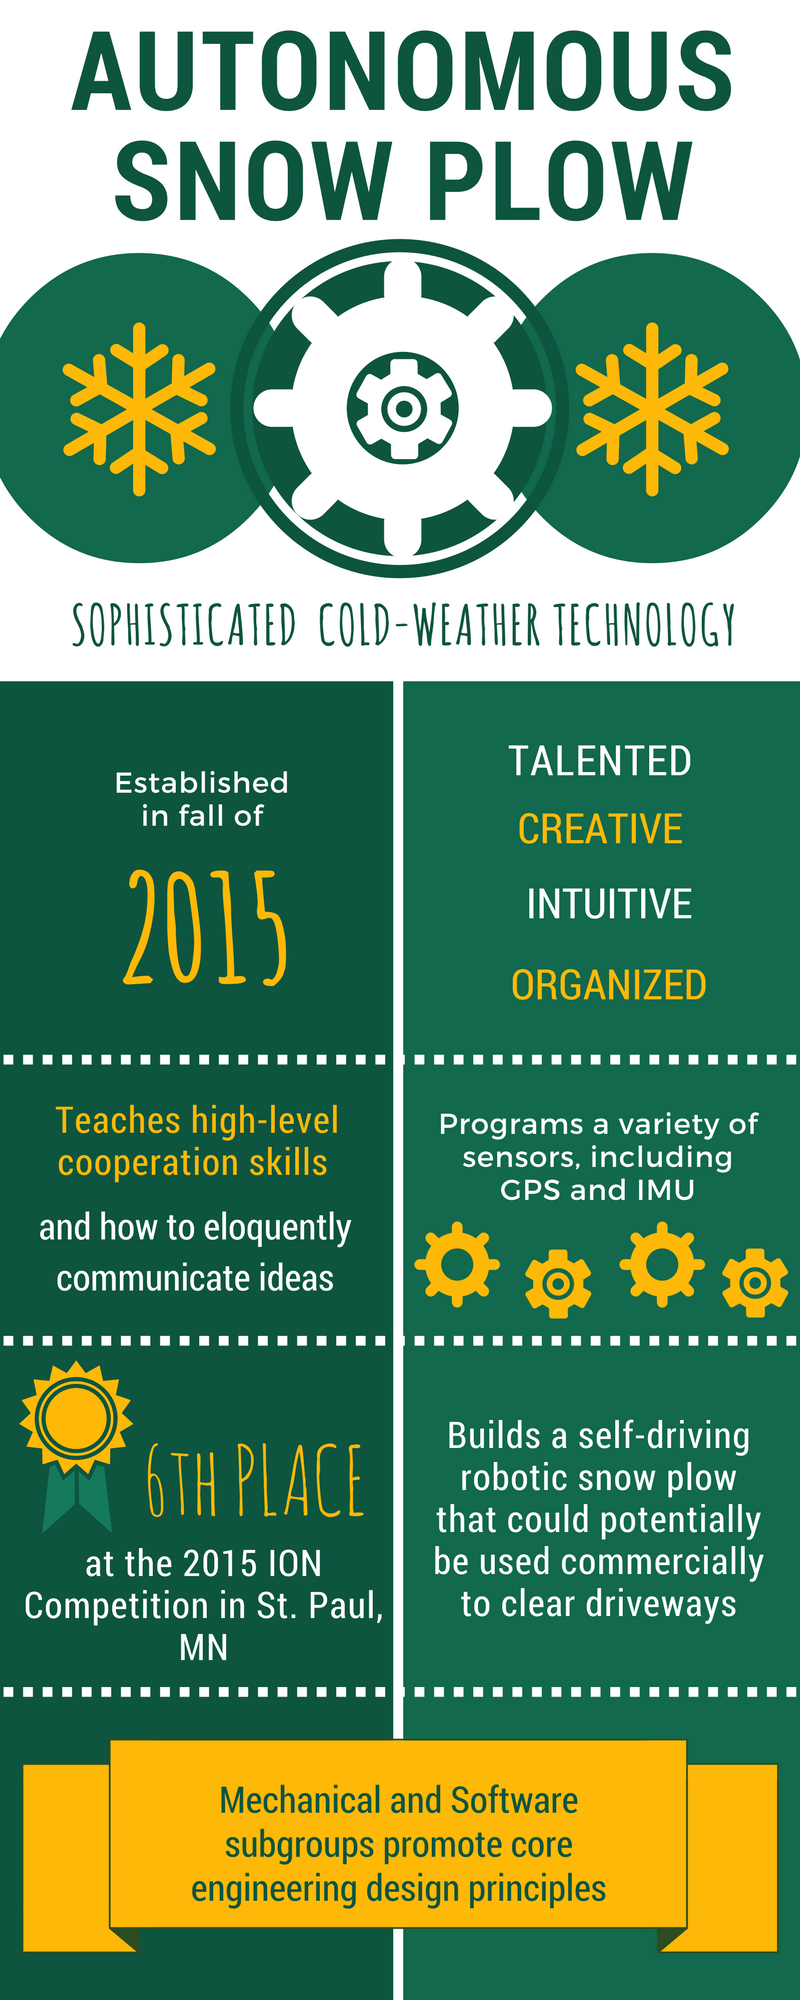 AUTONOMOUS
SNOW PLOW
SOPHISTICATED COLD-WEATHER TECHNOLOGY
Established
in fall of
2015
TALENTED
CREATIVE
INTUITIVE
ORGANIZED
Teaches high-level
cooperation skills
and how to eloquently
communicate ideas
Programs a variety of
sensors, including
GPS and IMU
6TH PLACE
at the 2015 ION
Competition in St. Paul,
MN
Builds a self-driving
robotic snow plow
that could potentially
be used commercially
to clear driveways
Mechanical and Software
subgroups promote core
engineering design principles